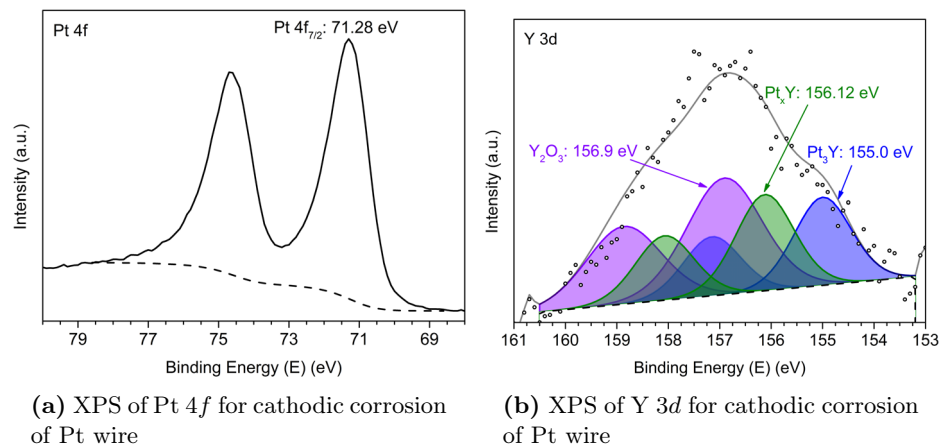 Pt 4f
Pt 4f7/2: 71.28 eV
Intensity (a.u.)
79 77 75 73 71 69
Binding Energy (E) (eV)
(a) XPS of Pt 4f for cathodic corrosion
of Pt wire
Y 3d
PtxY: 156.12 eV
Y2O3: 156.9 eV
Pt3Y: 155.0 eV
Intensity (a.u.)
161 160 159 158 157 156 155 154 153
Binding Energy (E) (eV)
(b) XPS of Y 3d for cathodic corrosion
of Pt wire